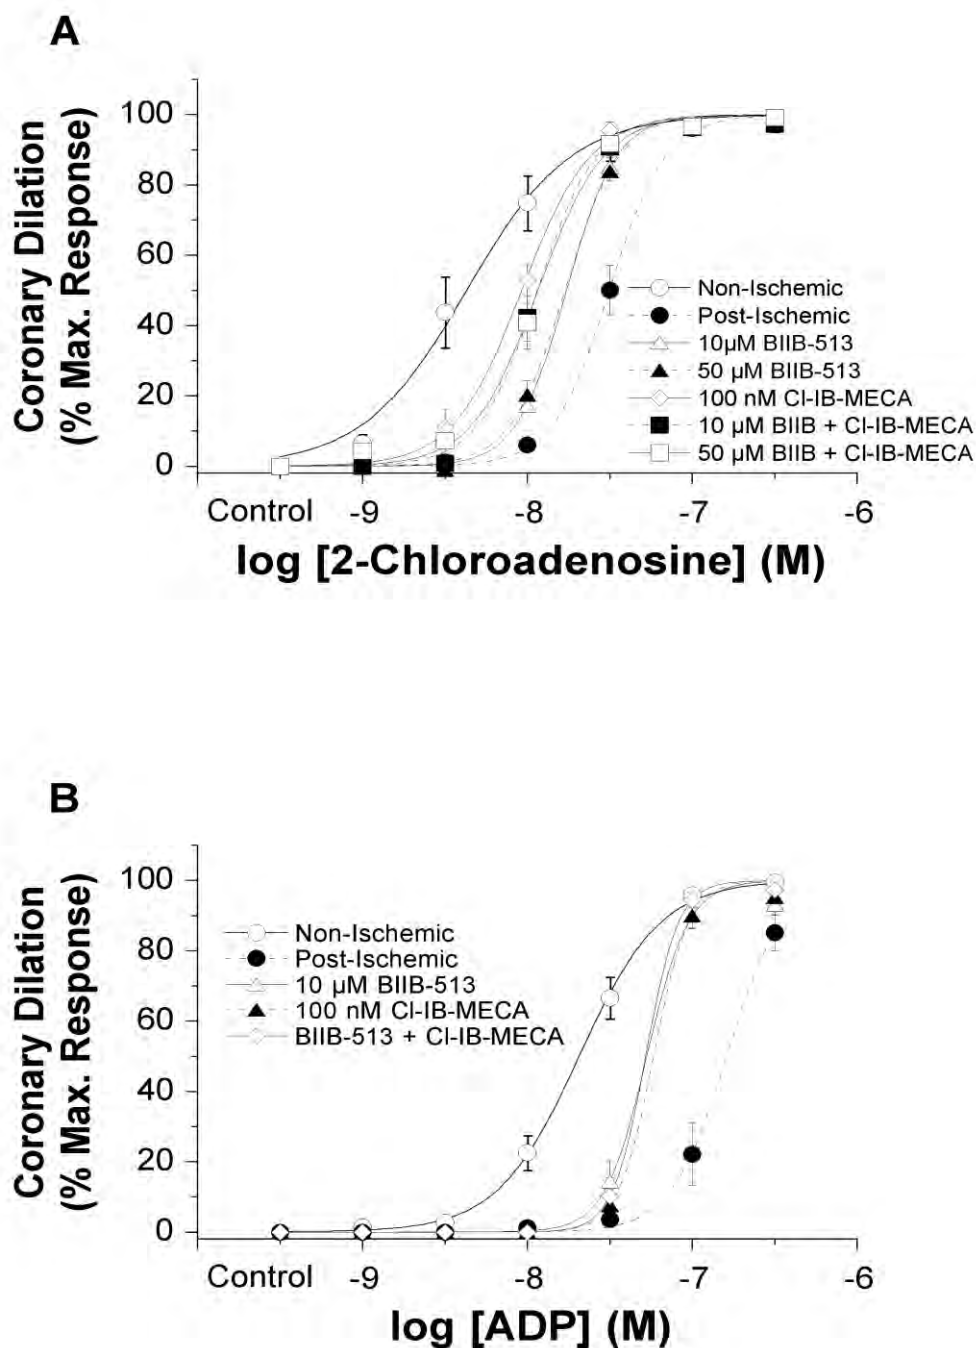 A
Coronary Dilation
(% Max. Response)
100
80
60
40
20
0
Non-Ischemic
Post-Ischemic
10µM BIIB-513
50 µM BIIB-513
100 nM Cl-IB-MECA
10 µM BIIB + Cl-IB-MECA
50 µM BIIB + Cl-IB-MECA
Control -9 -8 -7 -6
log [2-Chloroadenosine] (M)
B
Coronary Dilation
(% Max. Response)
100
80
60
40
20
0
Non-Ischemic
Post-Ischemic
10 µM BIIB-513
100 nM Cl-IB-MECA
BIIB-513 + Cl-IB-MECA
Control -9 -8 -7 -6
log [ADP] (M)